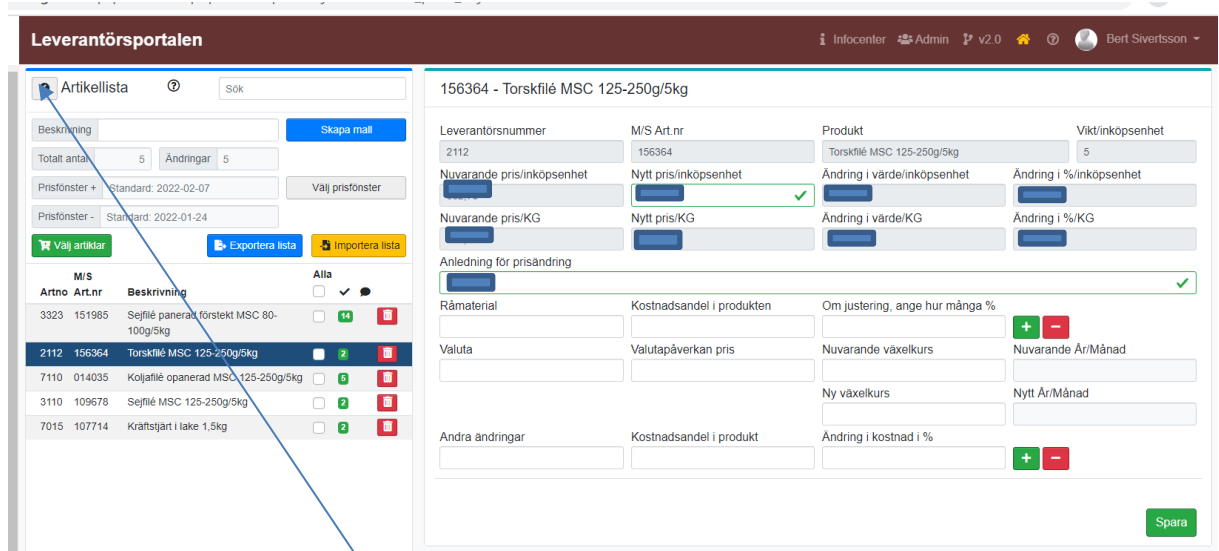 Leverantörsportalen
Infocenter Admin v2.0 Bert Sivertsson
Artikellista Sök
Beskrivning Skapa mall
Totalt antal 5 Ändringar 5
Prisfönster + Standard: 2022-02-07 Välj prisfönster
Prisfönster - Standard: 2022-01-24
Välj artiklar Exportera lista Importera lista
M/S Alla
Artno Art.nr Beskrivning
3323 151985 Sejfilé panerad förstekt MSC 80- 14
100g/5kg
2112 156364 Torskfilé MSC 125-250g/5kg 2
7110 014035 Koljafilé opanerad MSC 125-250g/5kg 5
3110 109678 Sejfilé MSC 125-250g/5kg 2
7015 107714 Kräftstjärt i lake 1,5kg 2
156364 - Torskfilé MSC 125-250g/5kg
Leverantörsnummer M/S Art.nr Produkt Vikt/inköpsenhet
2112 156364 Torskfilé MSC 125-250g/5kg 5
Nuvarande pris/inköpsenhet Nytt pris/inköpsenhet Ändring i värde/inköpsenhet Ändring i %/inköpsenhet
Nuvarande pris/KG Nytt pris/KG Ändring i värde/KG Ändring i %/KG
Anledning för prisändring
Råmaterial Kostnadsandel i produkten Om justering, ange hur många %
Valuta Valutapåverkan pris Nuvarande växelkurs Nuvarande År/Månad
Ny växelkurs Nytt År/Månad
Andra ändringar Kostnadsandel i produkt Ändring i kostnad i %
Spara